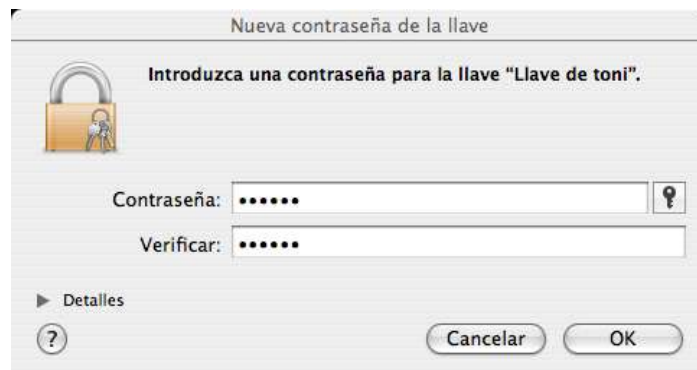 Nueva contraseña de la llave
Introduzca una contraseña para la llave “Llave de toni”.
Contraseña: ••••••
Verificar: ••••••
Detalles
?
Cancelar
OK